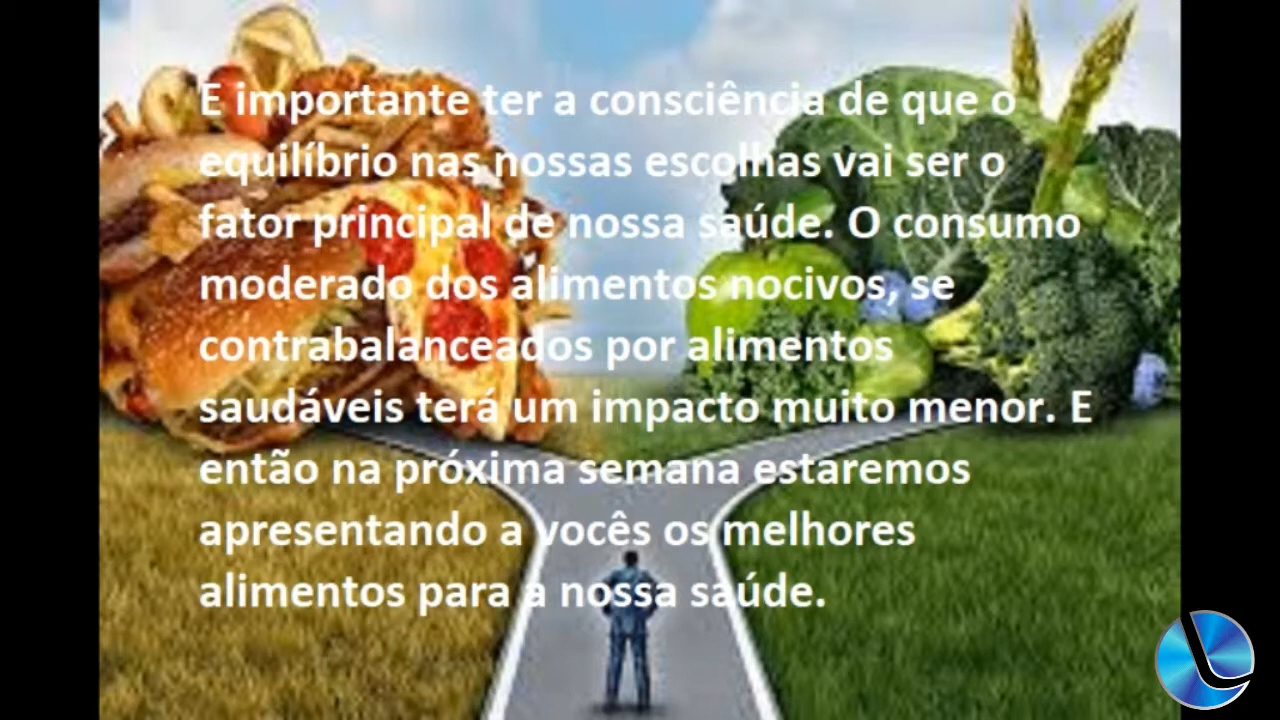 E importante ter a consciência de que o
equilíbrio nas nossas escolhas vai ser o
fator principal de nossa saúde. O consumo
moderado dos alimentos nocivos, se
contrabalanceados por alimentos
saudáveis terá um impacto muito menor. E
então na próxima semana estaremos
apresentando a vocês os melhores
alimentos para a nossa saúde.